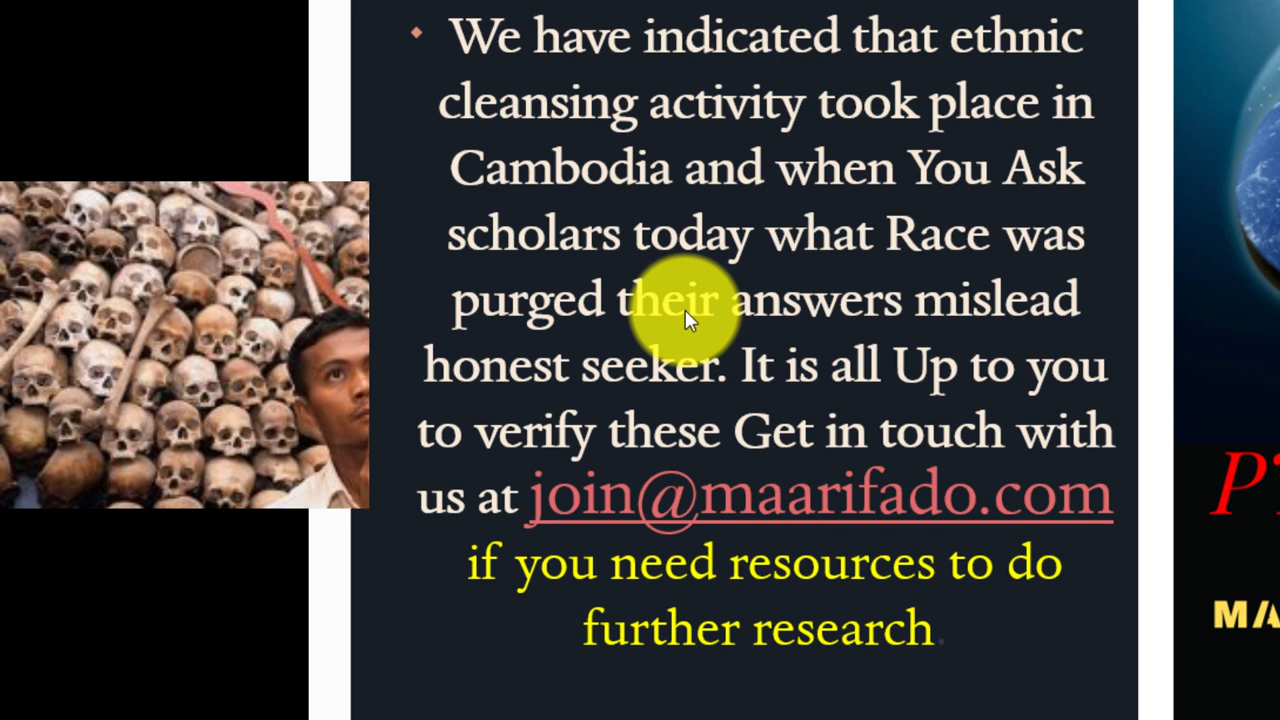 We have indicated that ethnic
cleansing activity took place in
Cambodia and when You Ask
scholars today what Race was
purged their answers mislead
honest seeker. It is all Up to you
to verify these Get in touch with
us at join@maarifado.com
if you need resources to do
further research.